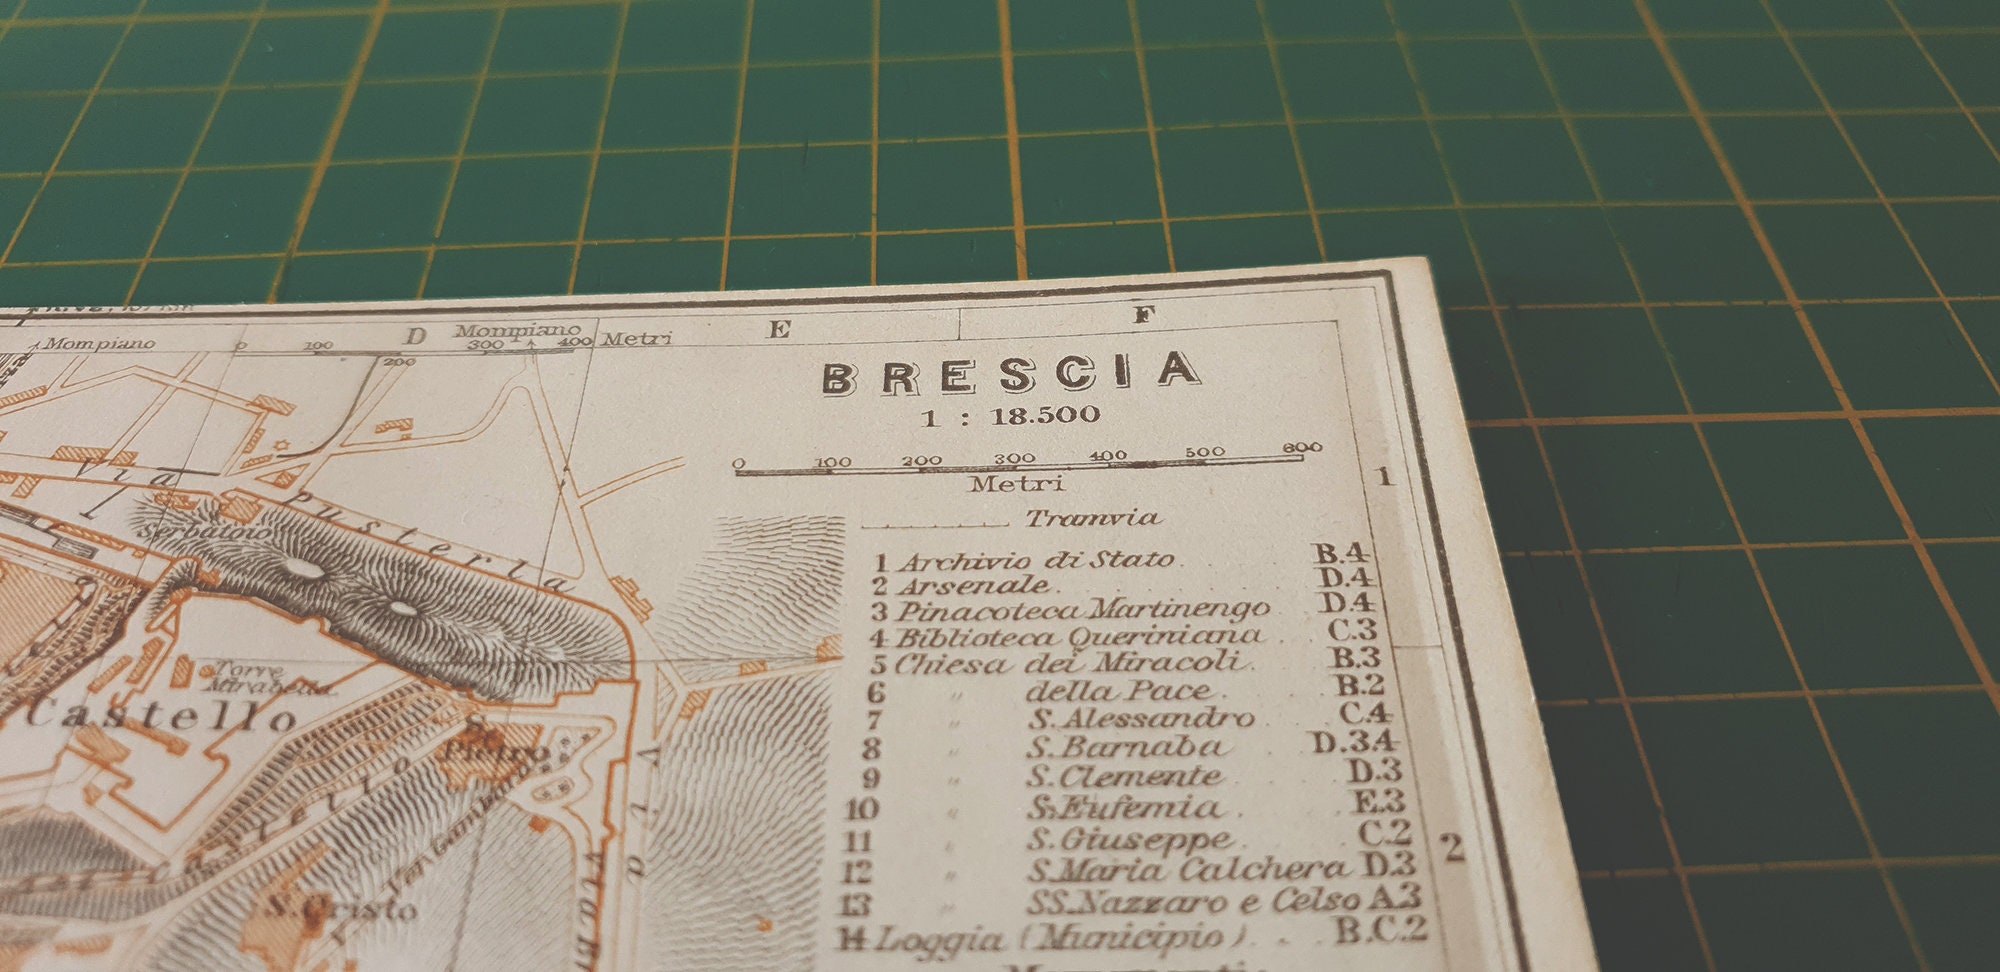 D
E
F
Mompiano
0 100 200 300 400 Metri
Mompiano
BRESCIA
1 : 18.500
0 100 200 300 400 500 600
Metri
Tramvia
1
1 Archivio di Stato B.4
2 Arsenale D.4
3 Pinacoteca Martinengo D.4
4 Biblioteca Queriniana C.3
5 Chiesa dei Miracoli B.3
6 " della Pace B.2
7 " S. Alessandro C.4
8 " S. Barnaba D.3.4
9 " S. Clemente D.3
10 " S. Eufemia E.3
11 " S. Giuseppe C.2
12 " S. Maria Calchera D.3
13 " SS. Nazzaro e Celso A.3
14 Loggia (Municipio) B.C.2
2
Via Pusterla
Serbatoio
Torre
Mirabella
Castello
S.
Pietro
S. Cristo